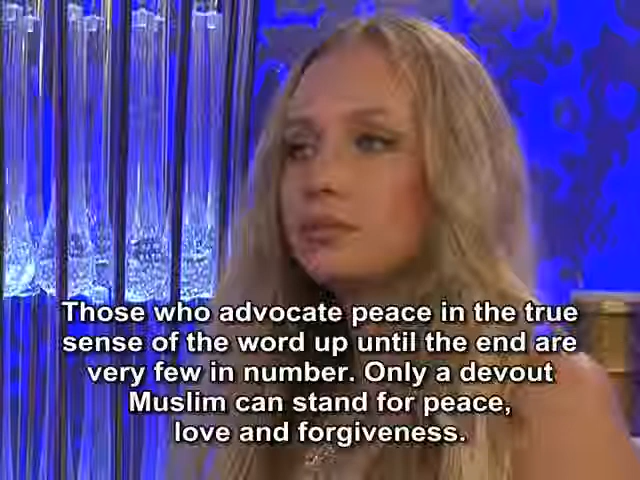 Those who advocate peace in the true
sense of the word up until the end are
very few in number. Only a devout
Muslim can stand for peace,
love and forgiveness.